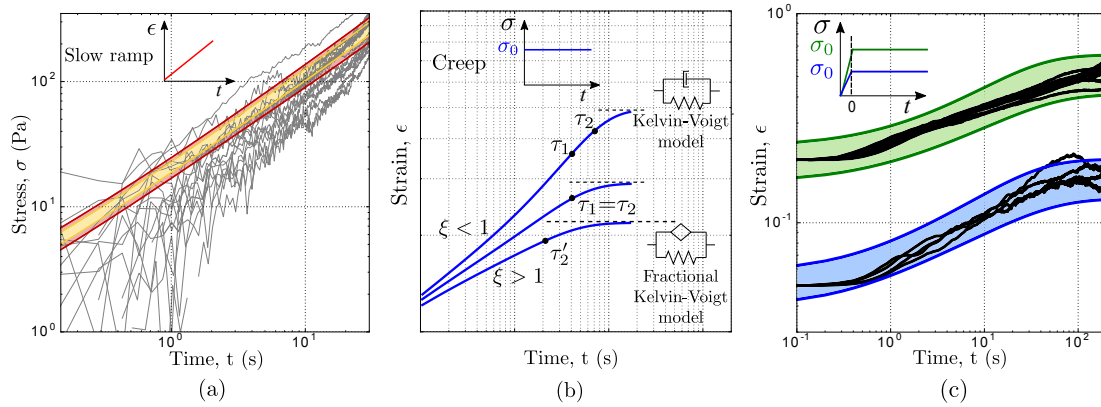 ϵ
Slow ramp
t
10²
10¹
10⁰
Stress, σ (Pa)
10⁰
10¹
Time, t (s)
(a)
σ
σ₀
Creep
t
Kelvin-Voigt
model
τ₂
τ₁
τ₁=τ₂
ξ < 1
ξ > 1
τ₂′
Fractional
Kelvin-Voigt
model
Strain, ϵ
Time, t (s)
(b)
10⁰
σ
σ₀
σ₀
0
t
Strain, ϵ
10⁻¹
10⁻¹
10⁰
10¹
10²
Time, t (s)
(c)